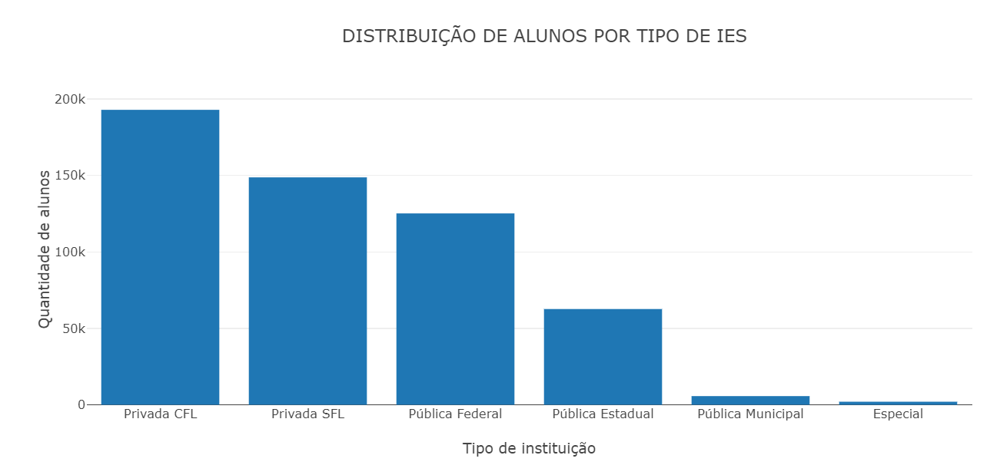 DISTRIBUIÇÃO DE ALUNOS POR TIPO DE IES
Quantidade de alunos
200k
150k
100k
50k
0
Privada CFL
Privada SFL
Pública Federal
Pública Estadual
Pública Municipal
Especial
Tipo de instituição